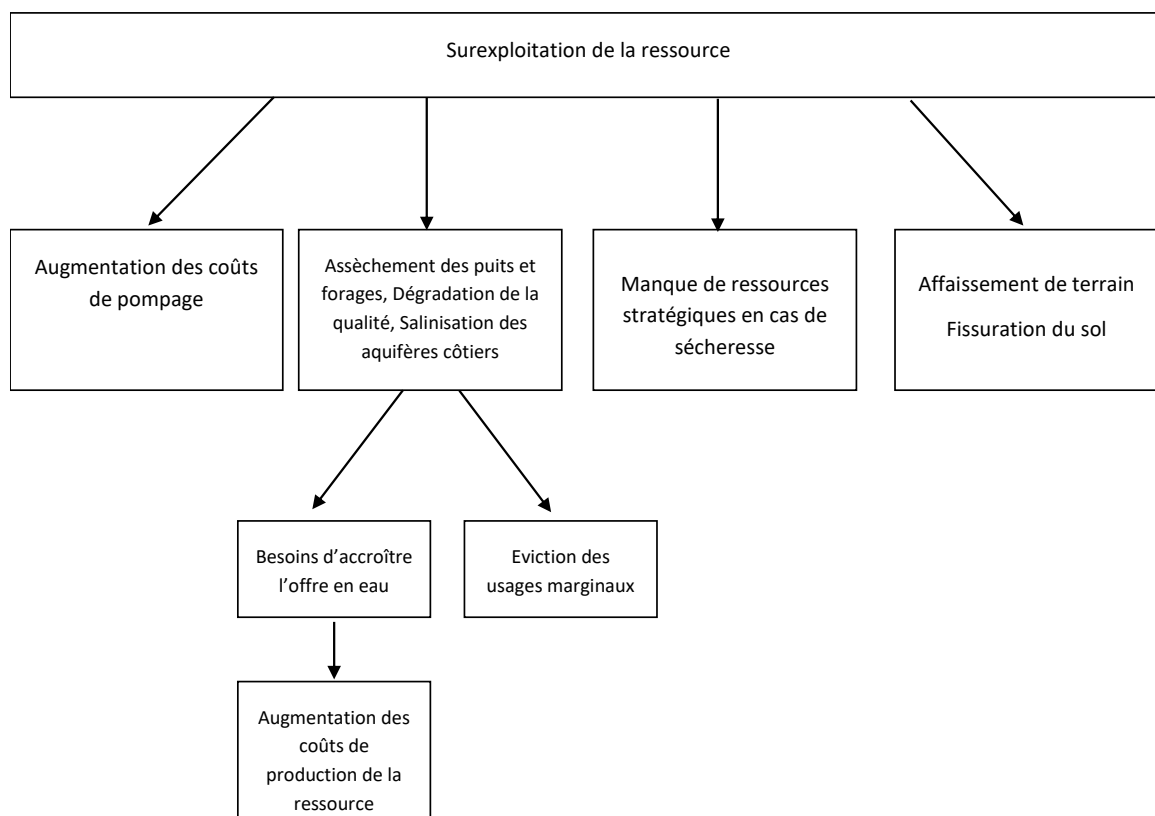 Surexploitation de la ressource
Augmentation des coûts
de pompage
Assèchement des puits et
forages, Dégradation de la
qualité, Salinisation des
aquifères côtiers
Manque de ressources
stratégiques en cas de
sécheresse
Affaissement de terrain
Fissuration du sol
Besoins d’accroître
l’offre en eau
Eviction des
usages marginaux
Augmentation des
coûts de
production de la
ressource